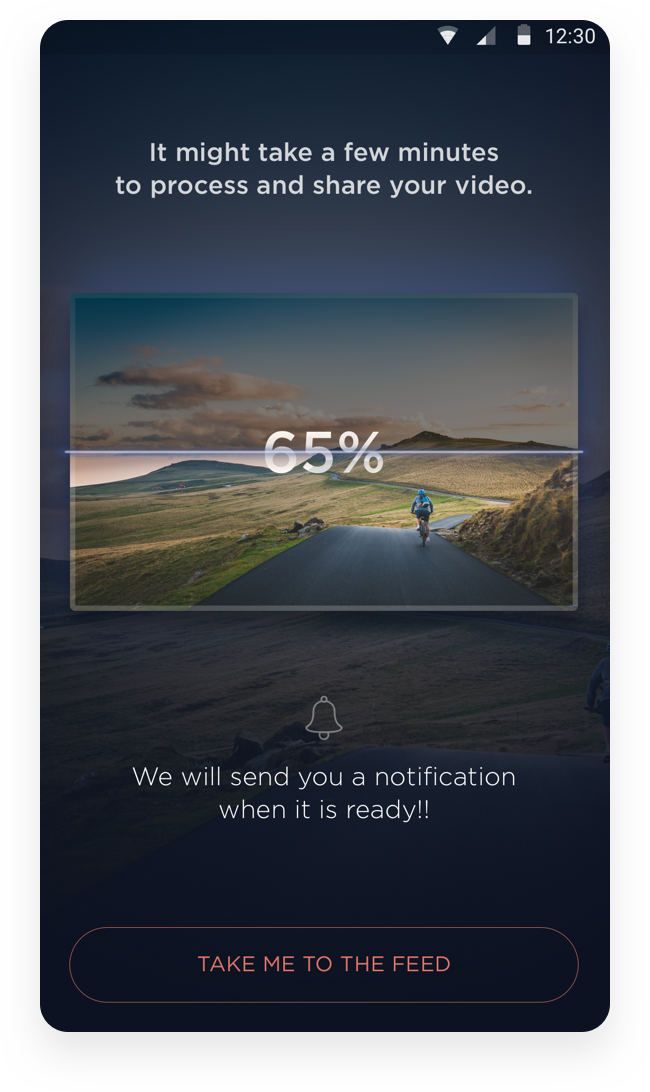 12:30
It might take a few minutes
to process and share your video.
65%
We will send you a notification
when it is ready!!
TAKE ME TO THE FEED